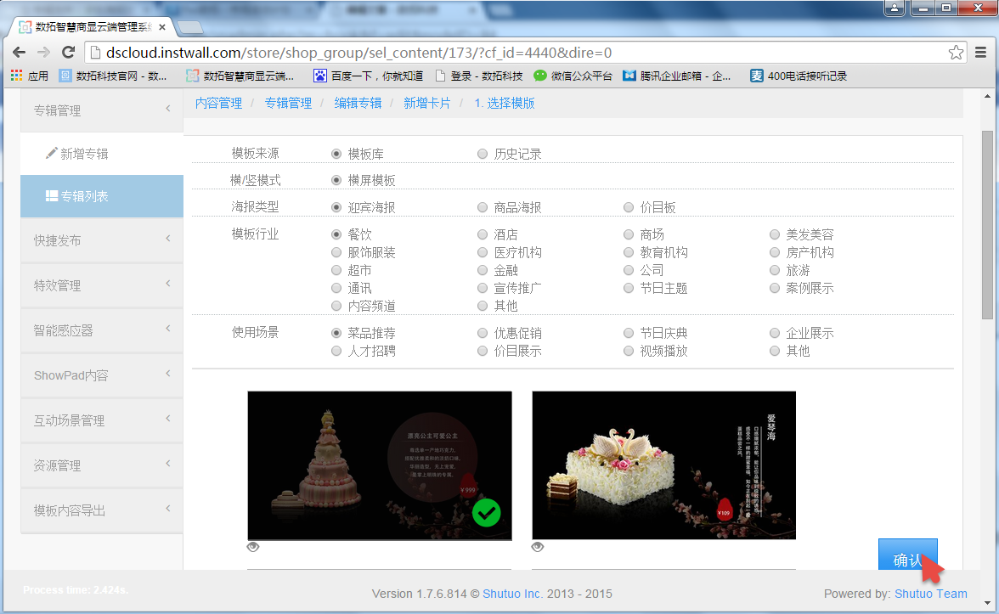 数拓智慧商显云端管理系统
dscloud.instwall.com/store/shop_group/sel_content/173/?cf_id=4440&dire=0
应用 数拓科技官网 - 数... 数拓智慧商显云端... 百度一下，你就知道 登录 - 数拓科技 微信公众平台 腾讯企业邮箱 - 企... 400电话接听记录
专辑管理
新增专辑
专辑列表
快捷发布
特效管理
智能感应器
ShowPad内容
互动场景管理
资源管理
模板内容导出
内容管理 / 专辑管理 / 编辑专辑 / 新增卡片 / 1. 选择模版
模板来源 模板库 历史记录
横/竖模式 横屏模板
海报类型 迎宾海报 商品海报 价目板
模板行业 餐饮 酒店 商场 美发美容
服饰服装 医疗机构 教育机构 房产机构
超市 金融 公司 旅游
通讯 宣传推广 节日主题 案例展示
内容频道 其他
使用场景 菜品推荐 优惠促销 节日庆典 企业展示
人才招聘 价目展示 视频播放 其他
漂亮公主可爱公主
¥999
爱琴海
¥109
确认
Process time: 2.424s.
Version 1.7.6.814 © Shutuo Inc. 2013 - 2015
Powered by: Shutuo Team